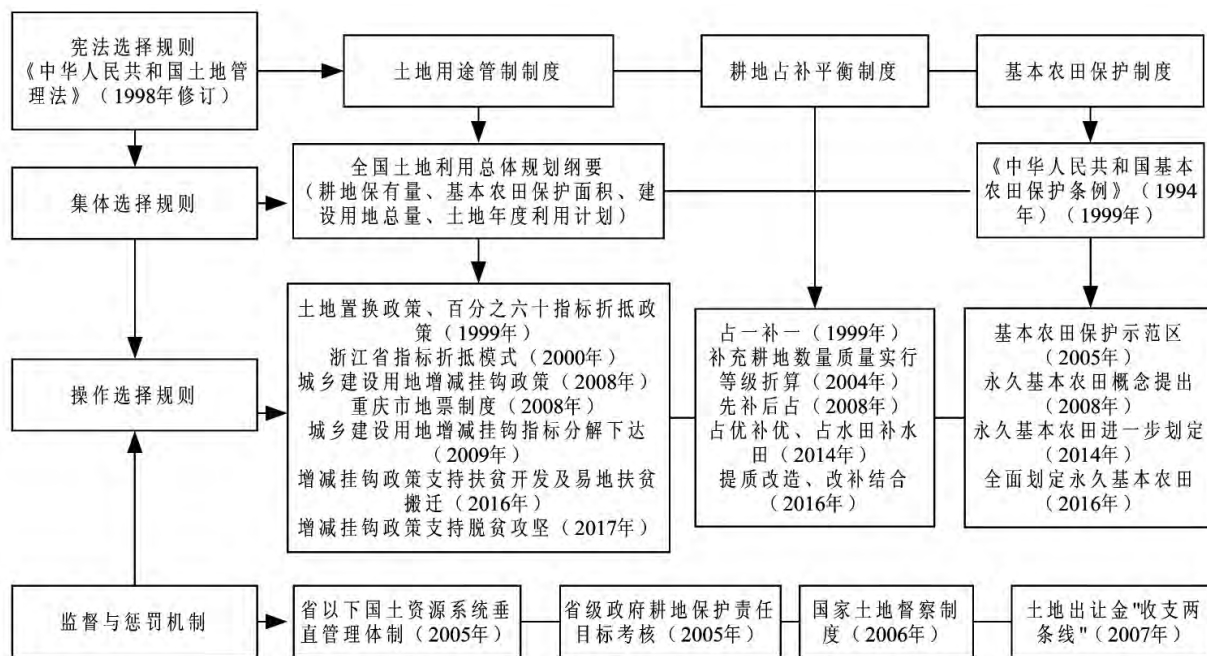 宪法选择规则
《中华人民共和国土地管
理法》（1998年修订）
土地用途管制制度
耕地占补平衡制度
基本农田保护制度
集体选择规则
全国土地利用总体规划纲要
（耕地保有量、基本农田保护面积、建
设用地总量、土地年度利用计划）
《中华人民共和国基本
农田保护条例》（1994
年）（1999年）
操作选择规则
土地置换政策、百分之六十指标折抵政
策（1999年）
浙江省指标折抵模式（2000年）
城乡建设用地增减挂钩政策（2008年）
重庆市地票制度（2008年）
城乡建设用地增减挂钩指标分解下达
（2009年）
增减挂钩政策支持扶贫开发及易地扶贫
搬迁（2016年）
增减挂钩政策支持脱贫攻坚（2017年）
占一补一（1999年）
补充耕地数量质量实行
等级折算（2004年）
先补后占（2008年）
占优补优、占水田补水
田（2014年）
提质改造、改补结合
（2016年）
基本农田保护示范区
（2005年）
永久基本农田概念提出
（2008年）
永久基本农田进一步划定
（2014年）
全面划定永久基本农田
（2016年）
监督与惩罚机制
省以下国土资源系统垂
直管理体制（2005年）
省级政府耕地保护责任
目标考核（2005年）
国家土地督察制
度（2006年）
土地出让金"收支两
条线"（2007年）